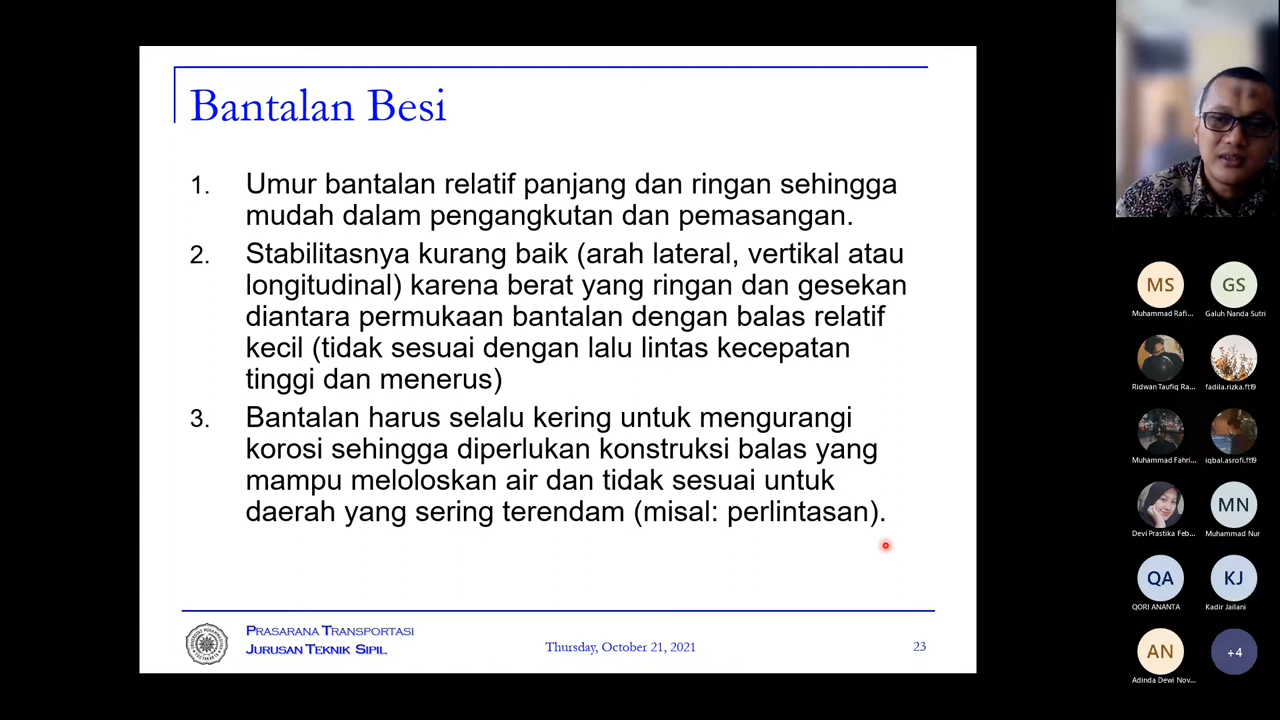 Bantalan Besi
1. Umur bantalan relatif panjang dan ringan sehingga
mudah dalam pengangkutan dan pemasangan.
2. Stabilitasnya kurang baik (arah lateral, vertikal atau
longitudinal) karena berat yang ringan dan gesekan
diantara permukaan bantalan dengan balas relatif
kecil (tidak sesuai dengan lalu lintas kecepatan
tinggi dan menerus)
3. Bantalan harus selalu kering untuk mengurangi
korosi sehingga diperlukan konstruksi balas yang
mampu meloloskan air dan tidak sesuai untuk
daerah yang sering terendam (misal: perlintasan).
PRASARANA TRANSPORTASI
JURUSAN TEKNIK SIPIL
Thursday, October 21, 2021
23
MS
Muhammad Rafi...
GS
Galuh Nanda Sutri
Ridwan Taufiq Ra...
fadila.rizka.ft19
Muhammad Fahri...
iqbal.asrofi.ft19
Devi Prastika Feb...
MN
Muhammad Nur
QA
QORI ANANTA
KJ
Kadir Jailani
AN
Adinda Dewi Nov...
+4